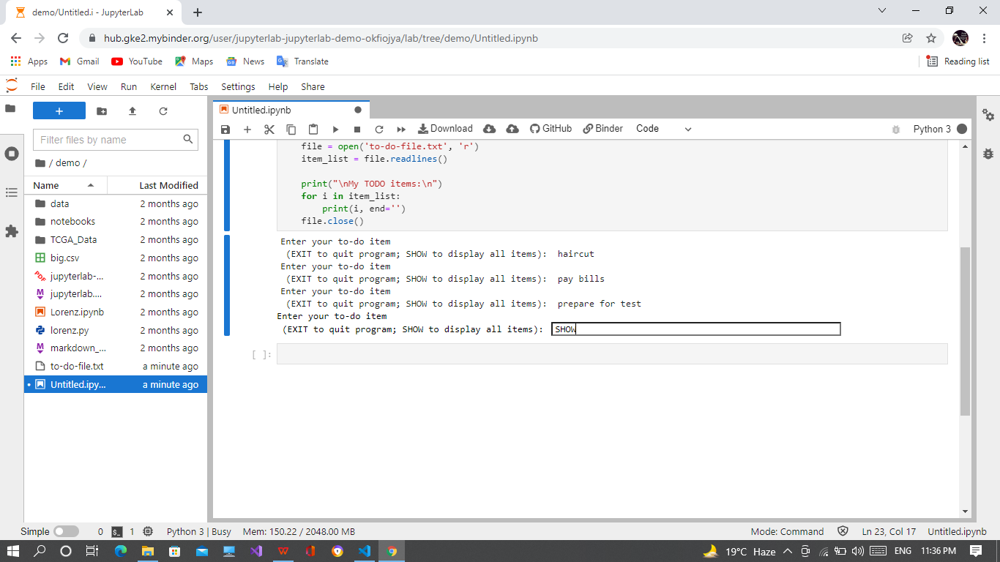 demo/Untitled.i - JupyterLab
hub.gke2.mybinder.org/user/jupyterlab-jupyterlab-demo-okfiojya/lab/tree/demo/Untitled.ipynb
Apps Gmail YouTube Maps News Translate Reading list
File Edit View Run Kernel Tabs Settings Help Share
Untitled.ipynb
Download GitHub Binder Code Python 3
Filter files by name
/ demo /
Name Last Modified
data 2 months ago
notebooks 2 months ago
TCGA_Data 2 months ago
big.csv 2 months ago
jupyterlab-... 2 months ago
jupyterlab.... 2 months ago
Lorenz.ipynb 2 months ago
lorenz.py 2 months ago
markdown_... 2 months ago
to-do-file.txt a minute ago
Untitled.ipy... a minute ago
file = open('to-do-file.txt', 'r')
item_list = file.readlines()
print("\nMy TODO items:\n")
for i in item_list:
print(i, end='')
file.close()
Enter your to-do item
(EXIT to quit program; SHOW to display all items): haircut
Enter your to-do item
(EXIT to quit program; SHOW to display all items): pay bills
Enter your to-do item
(EXIT to quit program; SHOW to display all items): prepare for test
Enter your to-do item
(EXIT to quit program; SHOW to display all items): SHOW
[ ]:
Simple 0 $_ 1 Python 3 | Busy Mem: 150.22 / 2048.00 MB Mode: Command Ln 23, Col 17 Untitled.ipynb
19°C Haze ENG 11:36 PM